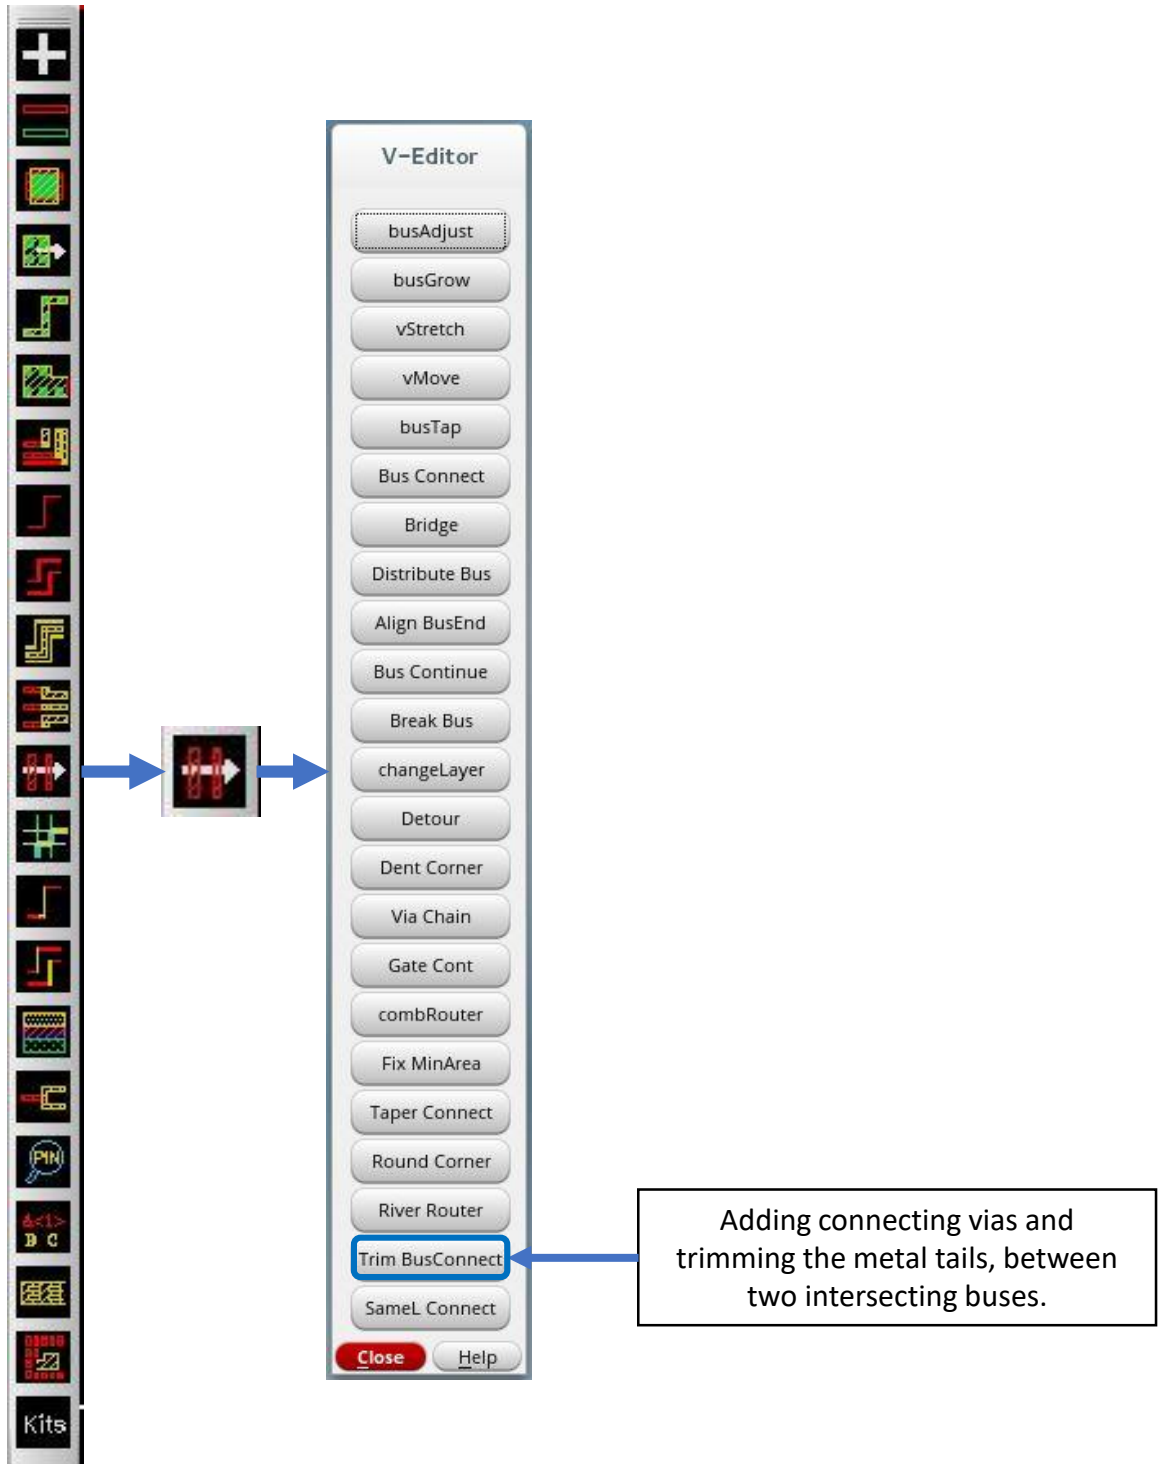 V-Editor
busAdjust
busGrow
vStretch
vMove
busTap
Bus Connect
Bridge
Distribute Bus
Align BusEnd
Bus Continue
Break Bus
changeLayer
Detour
Dent Corner
Via Chain
Gate Cont
combRouter
Fix MinArea
Taper Connect
Round Corner
River Router
Trim BusConnect
SameL Connect
Close Help
Adding connecting vias and
trimming the metal tails, between
two intersecting buses.
PIN
&<1>
B C
Kits